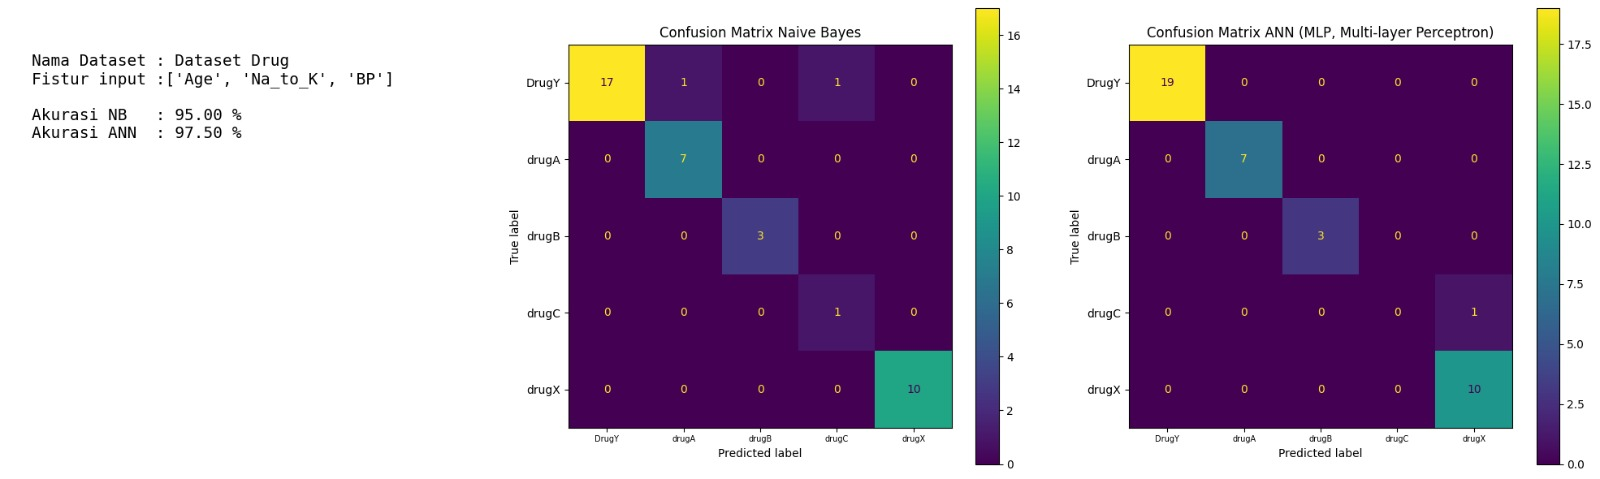 Nama Dataset : Dataset Drug
Fistur input :['Age', 'Na_to_K', 'BP']
Akurasi NB   : 95.00 %
Akurasi ANN  : 97.50 %
Confusion Matrix Naive Bayes
True label
DrugY 17 1 0 1 0
drugA 0 7 0 0 0
drugB 0 0 3 0 0
drugC 0 0 0 1 0
drugX 0 0 0 0 10
DrugY drugA drugB drugC drugX
Predicted label
16
14
12
10
8
6
4
2
0
Confusion Matrix ANN (MLP, Multi-layer Perceptron)
True label
DrugY 19 0 0 0 0
drugA 0 7 0 0 0
drugB 0 0 3 0 0
drugC 0 0 0 0 1
drugX 0 0 0 0 10
DrugY drugA drugB drugC drugX
Predicted label
17.5
15.0
12.5
10.0
7.5
5.0
2.5
0.0